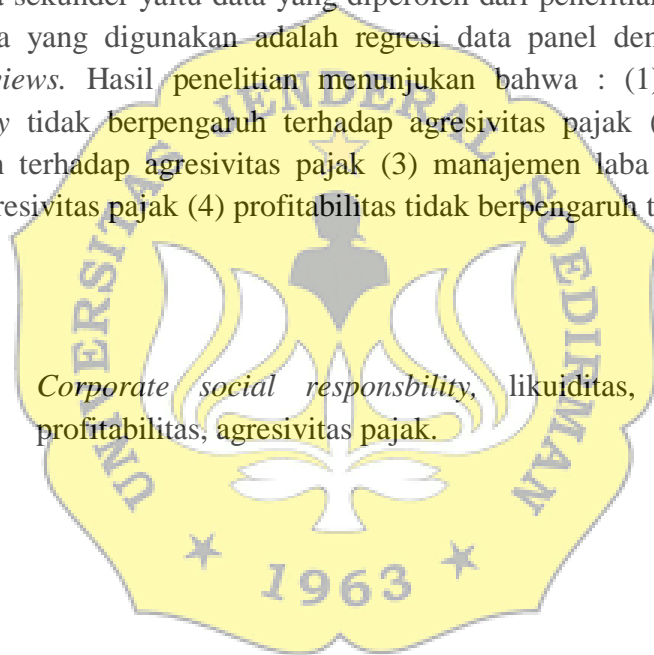 a sekunder yaitu data yang diperoleh dari penelitian
a yang digunakan adalah regresi data panel den
iews. Hasil penelitian menunjukan bahwa : (1)
y tidak berpengaruh terhadap agresivitas pajak (
n terhadap agresivitas pajak (3) manajemen laba
resivitas pajak (4) profitabilitas tidak berpengaruh t
Corporate social responsbility, likuiditas,
profitabilitas, agresivitas pajak.
UNIVERSITAS JENDERAL SOEDIRMAN
1963